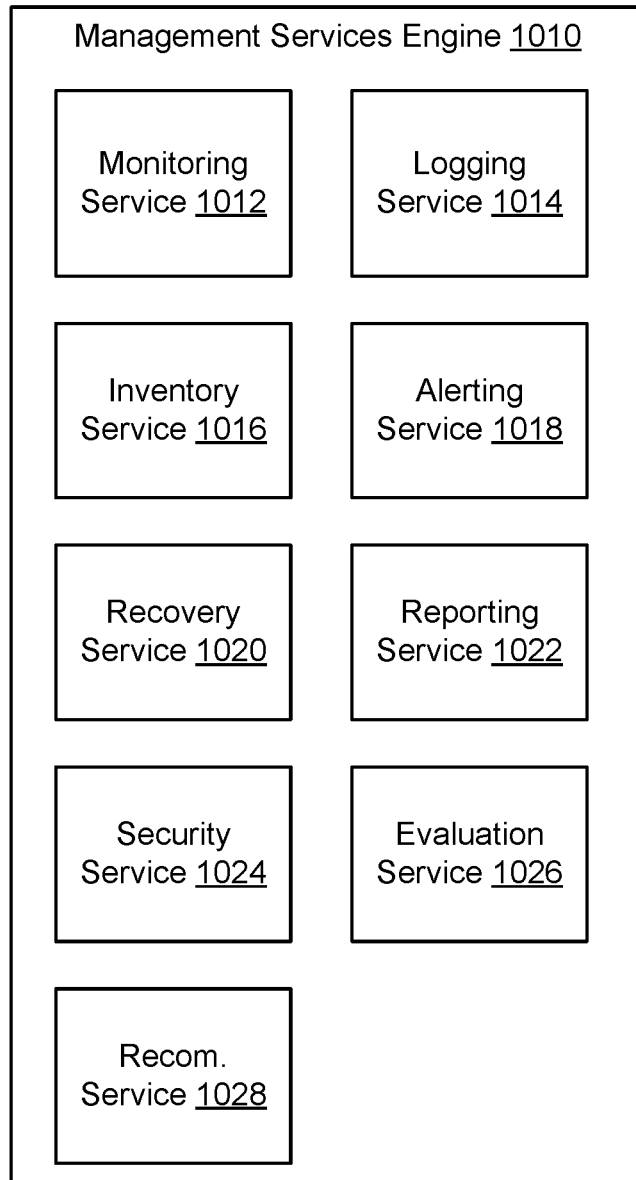 Management Services Engine 1010
Monitoring
Service 1012
Logging
Service 1014
Inventory
Service 1016
Alerting
Service 1018
Recovery
Service 1020
Reporting
Service 1022
Security
Service 1024
Evaluation
Service 1026
Recom.
Service 1028